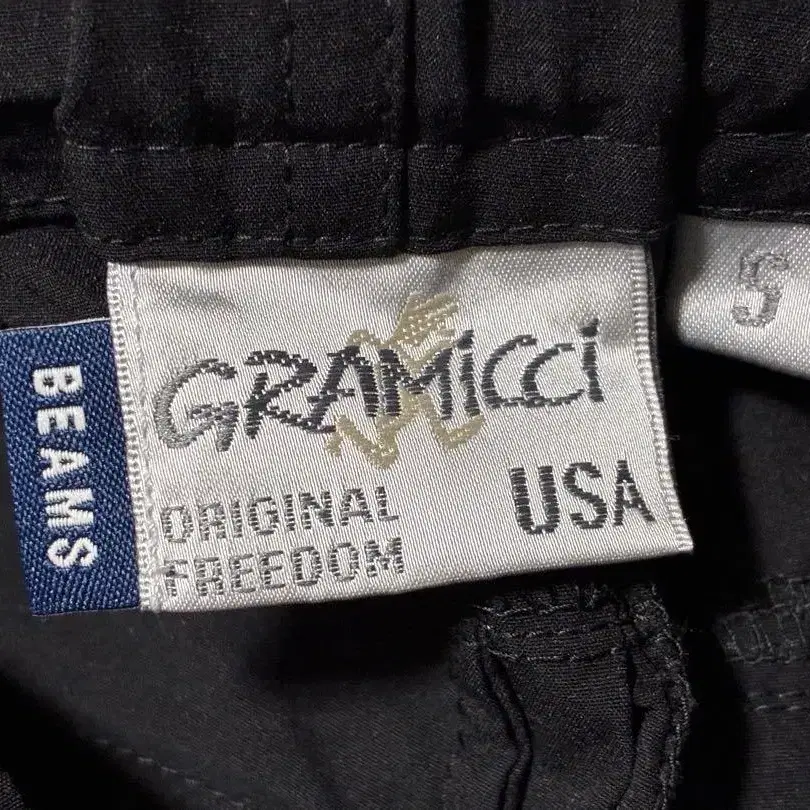 BEAMS
GRAMiCCi
ORIGINAL
FREEDOM
USA
S